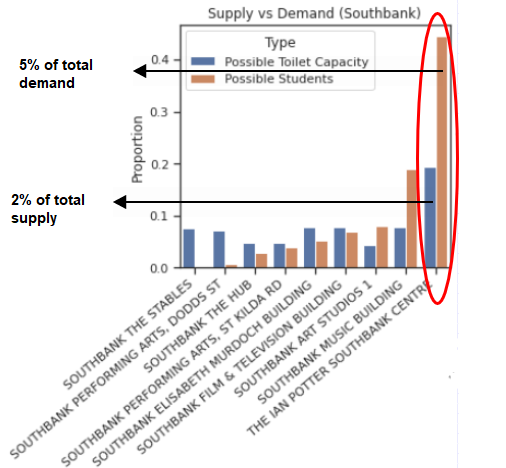 Supply vs Demand (Southbank)
5% of total
demand
2% of total
supply
Type
Possible Toilet Capacity
Possible Students
Proportion
0.4
0.3
0.2
0.1
0.0
SOUTHBANK THE STABLES
SOUTHBANK PERFORMING ARTS, DODDS ST
SOUTHBANK THE HUB
SOUTHBANK PERFORMING ARTS, ST KILDA RD
SOUTHBANK ELISABETH MURDOCH BUILDING
SOUTHBANK FILM & TELEVISION BUILDING
SOUTHBANK ART STUDIOS 1
SOUTHBANK MUSIC BUILDING
THE IAN POTTER SOUTHBANK CENTRE